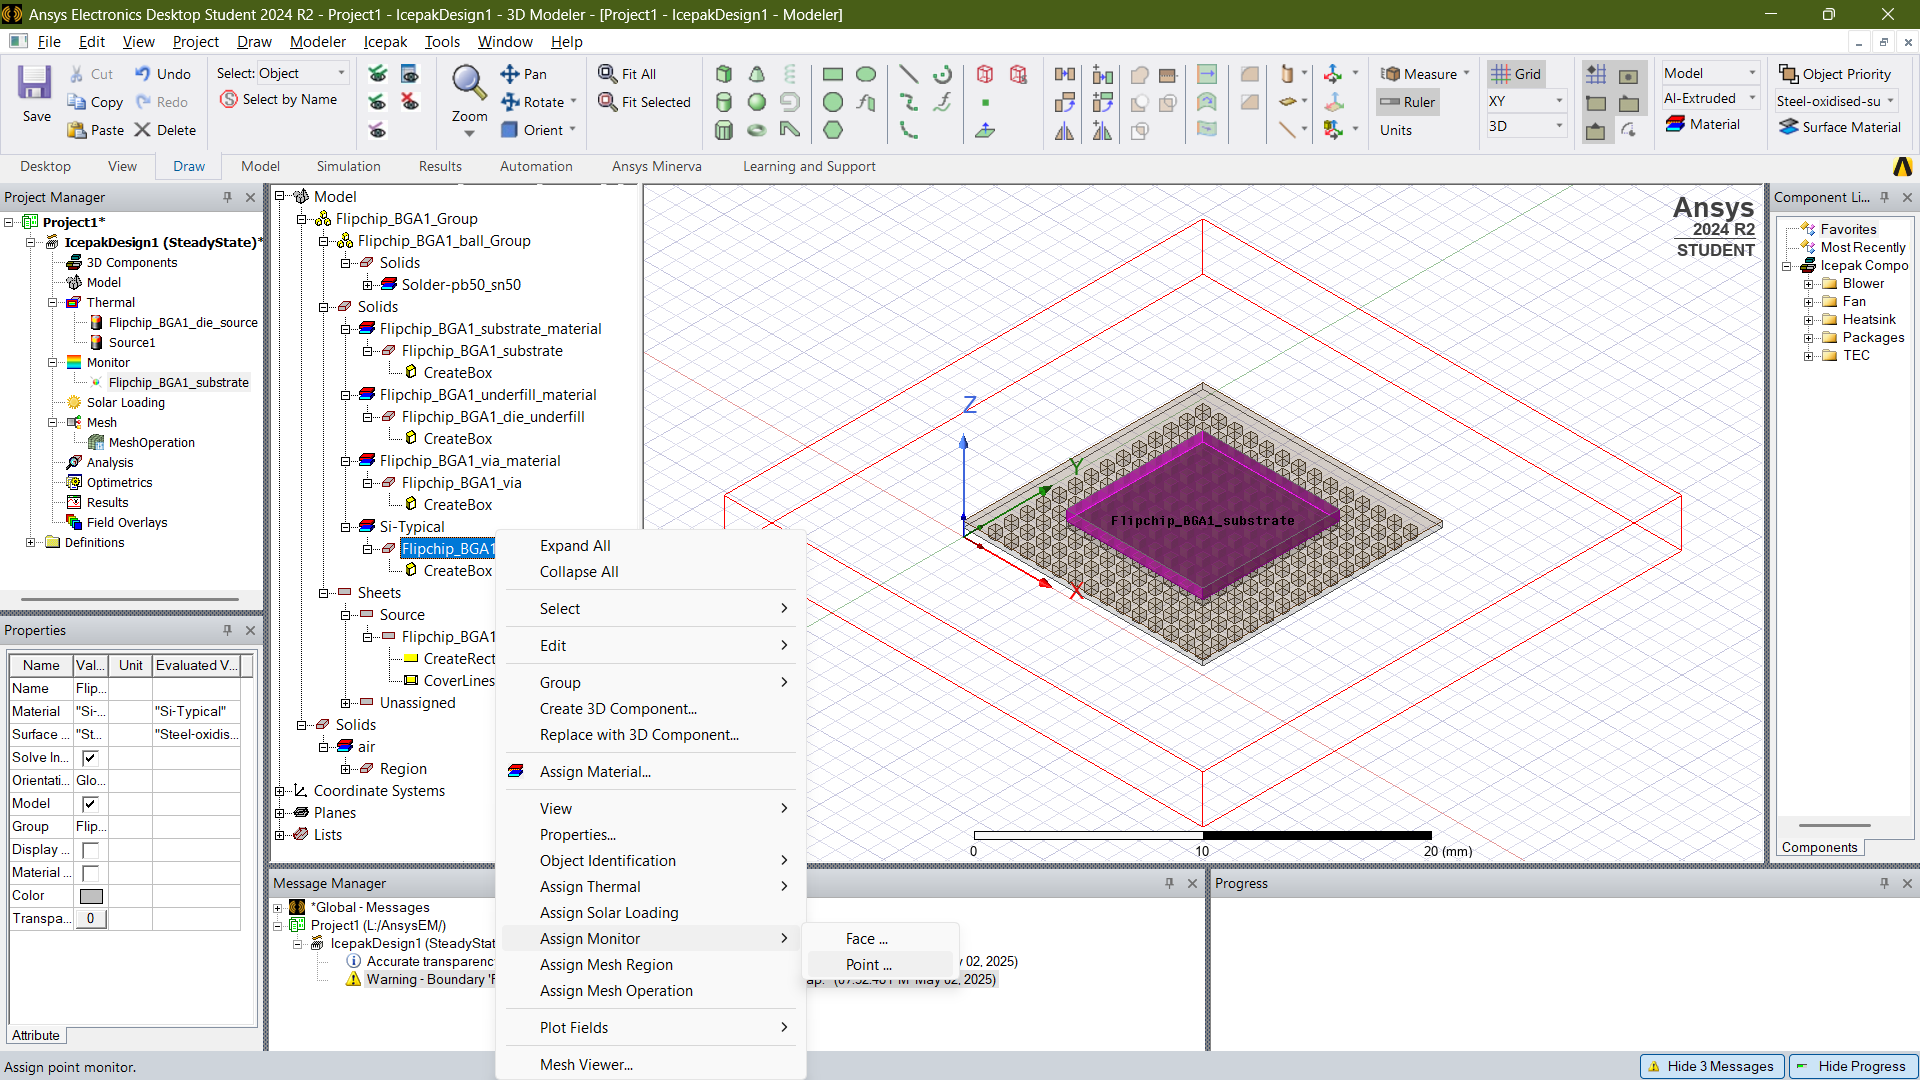 Ansys Electronics Desktop Student 2024 R2 - Project1 - IcepakDesign1 - 3D Modeler - [Project1 - IcepakDesign1 - Modeler]
File Edit View Project Draw Modeler Icepak Tools Window Help
Save
Cut
Copy
Paste
Undo
Redo
Delete
Select: Object
Select by Name
Zoom
Pan
Rotate
Orient
Fit All
Fit Selected
Measure
Ruler
Units
Grid
XY
3D
Model
Al-Extruded
Material
Object Priority
Steel-oxidised-su
Surface Material
Desktop View Draw Model Simulation Results Automation Ansys Minerva Learning and Support
Project Manager
Project1*
IcepakDesign1 (SteadyState)*
3D Components
Model
Thermal
Flipchip_BGA1_die_source
Source1
Monitor
Flipchip_BGA1_substrate
Solar Loading
Mesh
MeshOperation
Analysis
Optimetrics
Results
Field Overlays
Definitions
Properties
Name Val... Unit Evaluated V...
Name Flip...
Material "Si-... "Si-Typical"
Surface ... "St... "Steel-oxidis...
Solve In...
Orientati... Glo...
Model
Group Flip...
Display ...
Material ...
Color
Transpa... 0
Attribute
Model
Flipchip_BGA1_Group
Flipchip_BGA1_ball_Group
Solids
Solder-pb50_sn50
Solids
Flipchip_BGA1_substrate_material
Flipchip_BGA1_substrate
CreateBox
Flipchip_BGA1_underfill_material
Flipchip_BGA1_die_underfill
CreateBox
Flipchip_BGA1_via_material
Flipchip_BGA1_via
CreateBox
Si-Typical
Flipchip_BGA1
CreateBox
Sheets
Source
Flipchip_BGA1
CreateRect
CoverLines
Unassigned
Solids
air
Region
Coordinate Systems
Planes
Lists
Expand All
Collapse All
Select
Edit
Group
Create 3D Component...
Replace with 3D Component...
Assign Material...
View
Properties...
Object Identification
Assign Thermal
Assign Solar Loading
Assign Monitor
Assign Mesh Region
Assign Mesh Operation
Plot Fields
Mesh Viewer...
Face ...
Point ...
Ansys
2024 R2
STUDENT
Z
Y
X
Flipchip_BGA1_substrate
0 10 20 (mm)
Component Li...
Favorites
Most Recently
Icepak Compo
Blower
Fan
Heatsink
Packages
TEC
Components
Message Manager
*Global - Messages
Project1 (L:/AnsysEM/)
IcepakDesign1 (SteadyStat
Accurate transparenc
02, 2025)
Warning - Boundary 'F
Progress
Assign point monitor.
Hide 3 Messages
Hide Progress